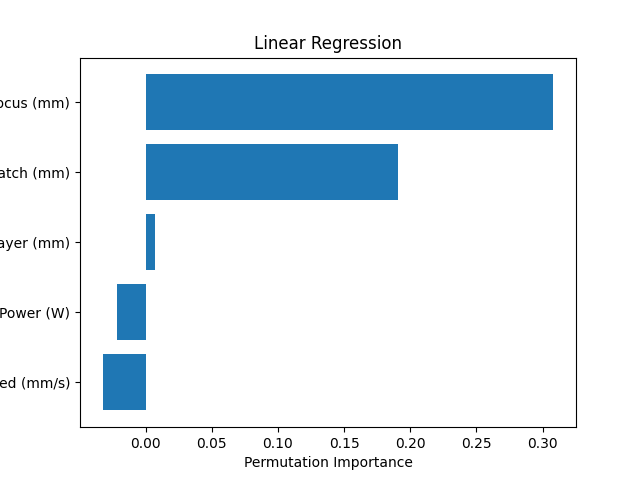 Linear Regression
ocus (mm)
atch (mm)
ayer (mm)
Power (W)
ed (mm/s)
0.00 0.05 0.10 0.15 0.20 0.25 0.30
Permutation Importance